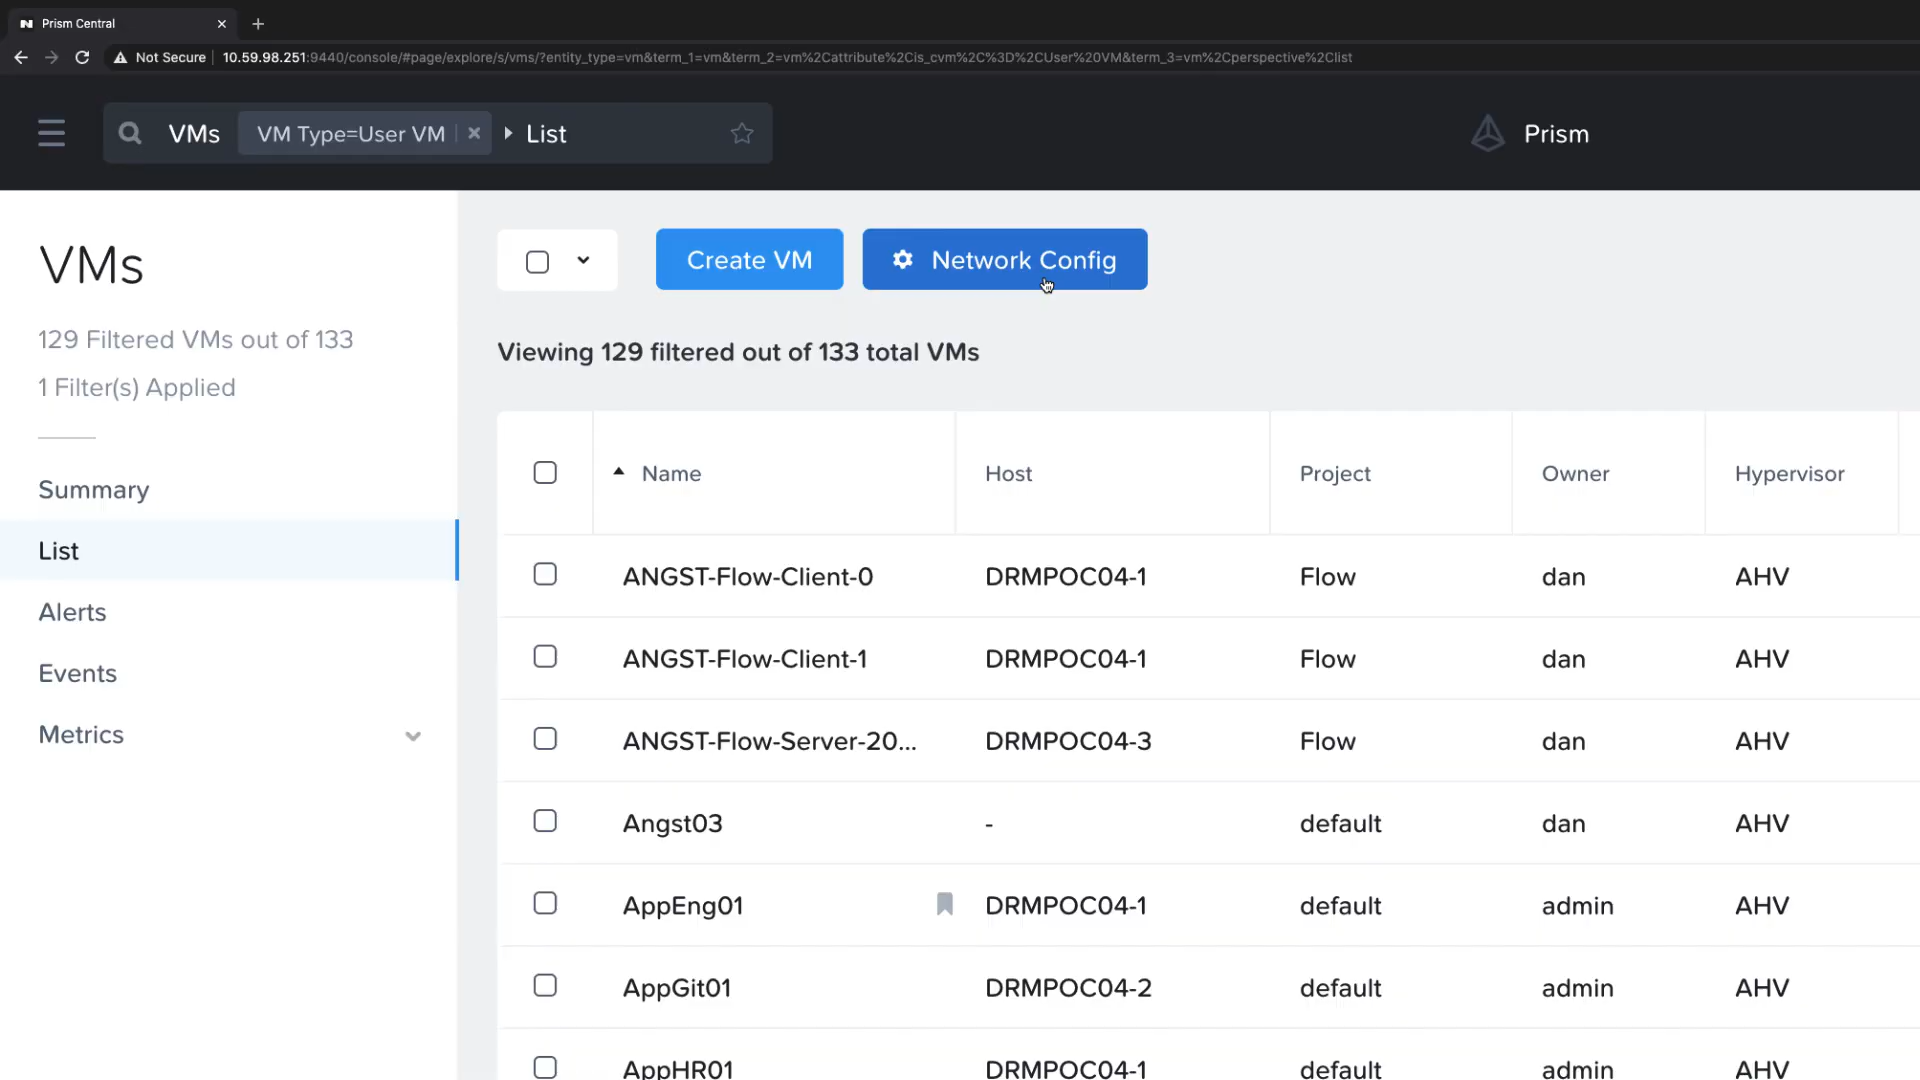 Prism Central
Not Secure 10.59.98.251:9440/console/#page/explore/s/vms/?entity_type=vm&term_1=vm&term_2=vm%2Cattribute%2Cis_cvm%2C%3D%2CUser%20VM&term_3=vm%2Cperspective%2Clist
VMs VM Type=User VM List
Prism
VMs
129 Filtered VMs out of 133
1 Filter(s) Applied
Summary
List
Alerts
Events
Metrics
Create VM Network Config
Viewing 129 filtered out of 133 total VMs
Name Host Project Owner Hypervisor
ANGST-Flow-Client-0 DRMPOC04-1 Flow dan AHV
ANGST-Flow-Client-1 DRMPOC04-1 Flow dan AHV
ANGST-Flow-Server-20... DRMPOC04-3 Flow dan AHV
Angst03 - default dan AHV
AppEng01 DRMPOC04-1 default admin AHV
AppGit01 DRMPOC04-2 default admin AHV
AppHR01 DRMPOC04-1 default admin AHV